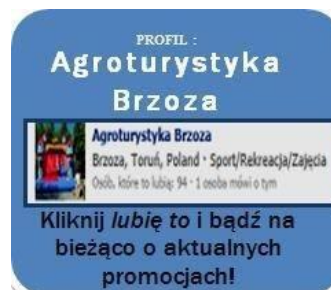 PROFIL :
Agroturystyka
Brzoza
Agroturystyka Brzoza
Brzoza, Toruń, Poland · Sport/Rekreacja/Zajęcia
Osób, które to lubią: 94 · 1 osoba mówi o tym
Kliknij lubię to i bądź na
bieżąco o aktualnych
promocjach!